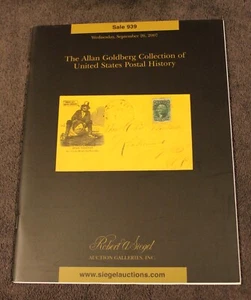 Sale 939
Wednesday, September 26, 2007
The Allan Goldberg Collection of
United States Postal History
Robert A. Siegel
AUCTION GALLERIES, INC.
www.siegelauctions.com